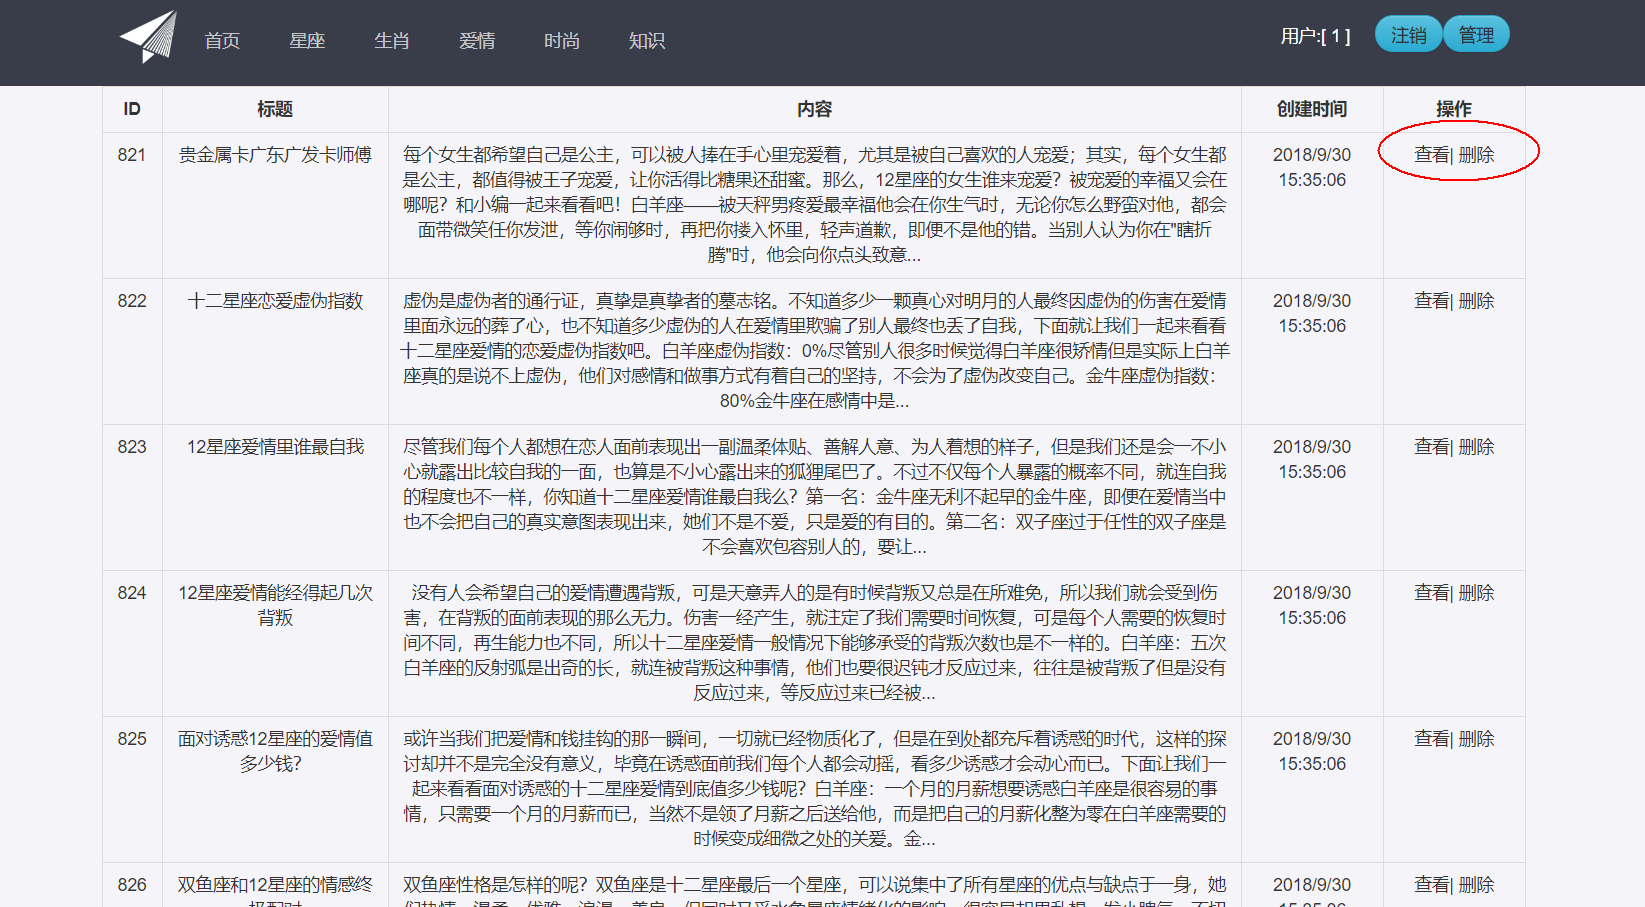 首页 星座 生肖 爱情 时尚 知识 用户:[ 1 ] 注销 管理
ID 标题 内容 创建时间 操作
821 贵金属卡广东广发卡师傅 每个女生都希望自己是公主，可以被人捧在手心里宠爱着，尤其是被自己喜欢的人宠爱；其实，每个女生都 2018/9/30 查看| 删除
是公主，都值得被王子宠爱，让你活得比糖果还甜蜜。那么，12星座的女生谁来宠爱？被宠爱的幸福又会在 15:35:06
哪呢？和小编一起来看看吧！白羊座——被天秤男疼爱最幸福他会在你生气时，无论你怎么野蛮对他，都会
面带微笑任你发泄，等你闹够时，再把你搂入怀里，轻声道歉，即便不是他的错。当别人认为你在"瞎折
腾"时，他会向你点头致意...
822 十二星座恋爱虚伪指数 虚伪是虚伪者的通行证，真挚是真挚者的墓志铭。不知道多少一颗真心对明月的人最终因虚伪的伤害在爱情 2018/9/30 查看| 删除
里面永远的葬了心，也不知道多少虚伪的人在爱情里欺骗了别人最终也丢了自我，下面就让我们一起来看看 15:35:06
十二星座爱情的恋爱虚伪指数吧。白羊座虚伪指数：0%尽管别人很多时候觉得白羊座很矫情但是实际上白羊
座真的是说不上虚伪，他们对感情和做事方式有着自己的坚持，不会为了虚伪改变自己。金牛座虚伪指数：
80%金牛座在感情中是...
823 12星座爱情里谁最自我 尽管我们每个人都想在恋人面前表现出一副温柔体贴、善解人意、为人着想的样子，但是我们还是会一不小 2018/9/30 查看| 删除
心就露出比较自我的一面，也算是不小心露出来的狐狸尾巴了。不过不仅每个人暴露的概率不同，就连自我 15:35:06
的程度也不一样，你知道十二星座爱情谁最自我么？第一名：金牛座无利不起早的金牛座，即便在爱情当中
也不会把自己的真实意图表现出来，她们不是不爱，只是爱的有目的。第二名：双子座过于任性的双子座是
不会喜欢包容别人的，要让...
824 12星座爱情能经得起几次 没有人会希望自己的爱情遭遇背叛，可是天意弄人的是有时候背叛又总是在所难免，所以我们就会受到伤 2018/9/30 查看| 删除
背叛 害，在背叛的面前表现的那么无力。伤害一经产生，就注定了我们需要时间恢复，可是每个人需要的恢复时 15:35:06
间不同，再生能力也不同，所以十二星座爱情一般情况下能够承受的背叛次数也是不一样的。白羊座：五次
白羊座的反射弧是出奇的长，就连被背叛这种事情，他们也要很迟钝才反应过来，往往是被背叛了但是没有
反应过来，等反应过来已经被...
825 面对诱惑12星座的爱情值 或许当我们把爱情和钱挂钩的那一瞬间，一切就已经物质化了，但是在到处都充斥着诱惑的时代，这样的探 2018/9/30 查看| 删除
多少钱？ 讨却并不是完全没有意义，毕竟在诱惑面前我们每个人都会动摇，看多少诱惑才会动心而已。下面让我们一 15:35:06
起来看看面对诱惑的十二星座爱情到底值多少钱呢？白羊座：一个月的月薪想要诱惑白羊座是很容易的事
情，只需要一个月的月薪而已，当然不是领了月薪之后送给他，而是把自己的月薪化整为零在白羊座需要的
时候变成细微之处的关爱。金...
826 双鱼座和12星座的情感终 双鱼座性格是怎样的呢？双鱼座是十二星座最后一个星座，可以说集中了所有星座的优点与缺点于一身，她 2018/9/30 查看| 删除